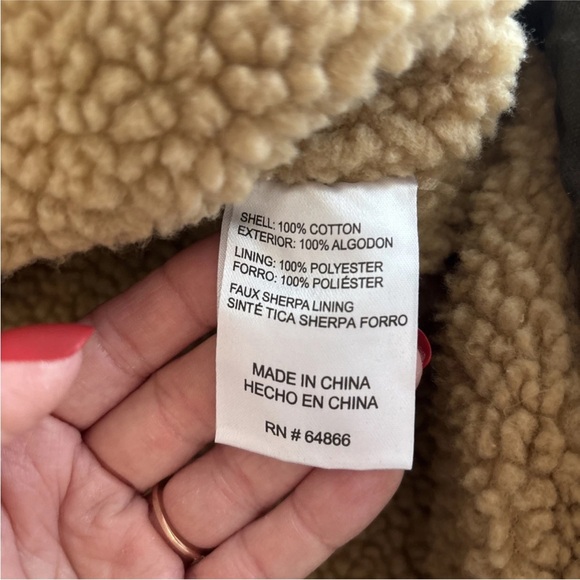 SHELL: 100% COTTON
EXTERIOR: 100% ALGODON
LINING: 100% POLYESTER
FORRO: 100% POLIÉSTER
FAUX SHERPA LINING
SINTÉ TICA SHERPA FORRO
MADE IN CHINA
HECHO EN CHINA
RN # 64866